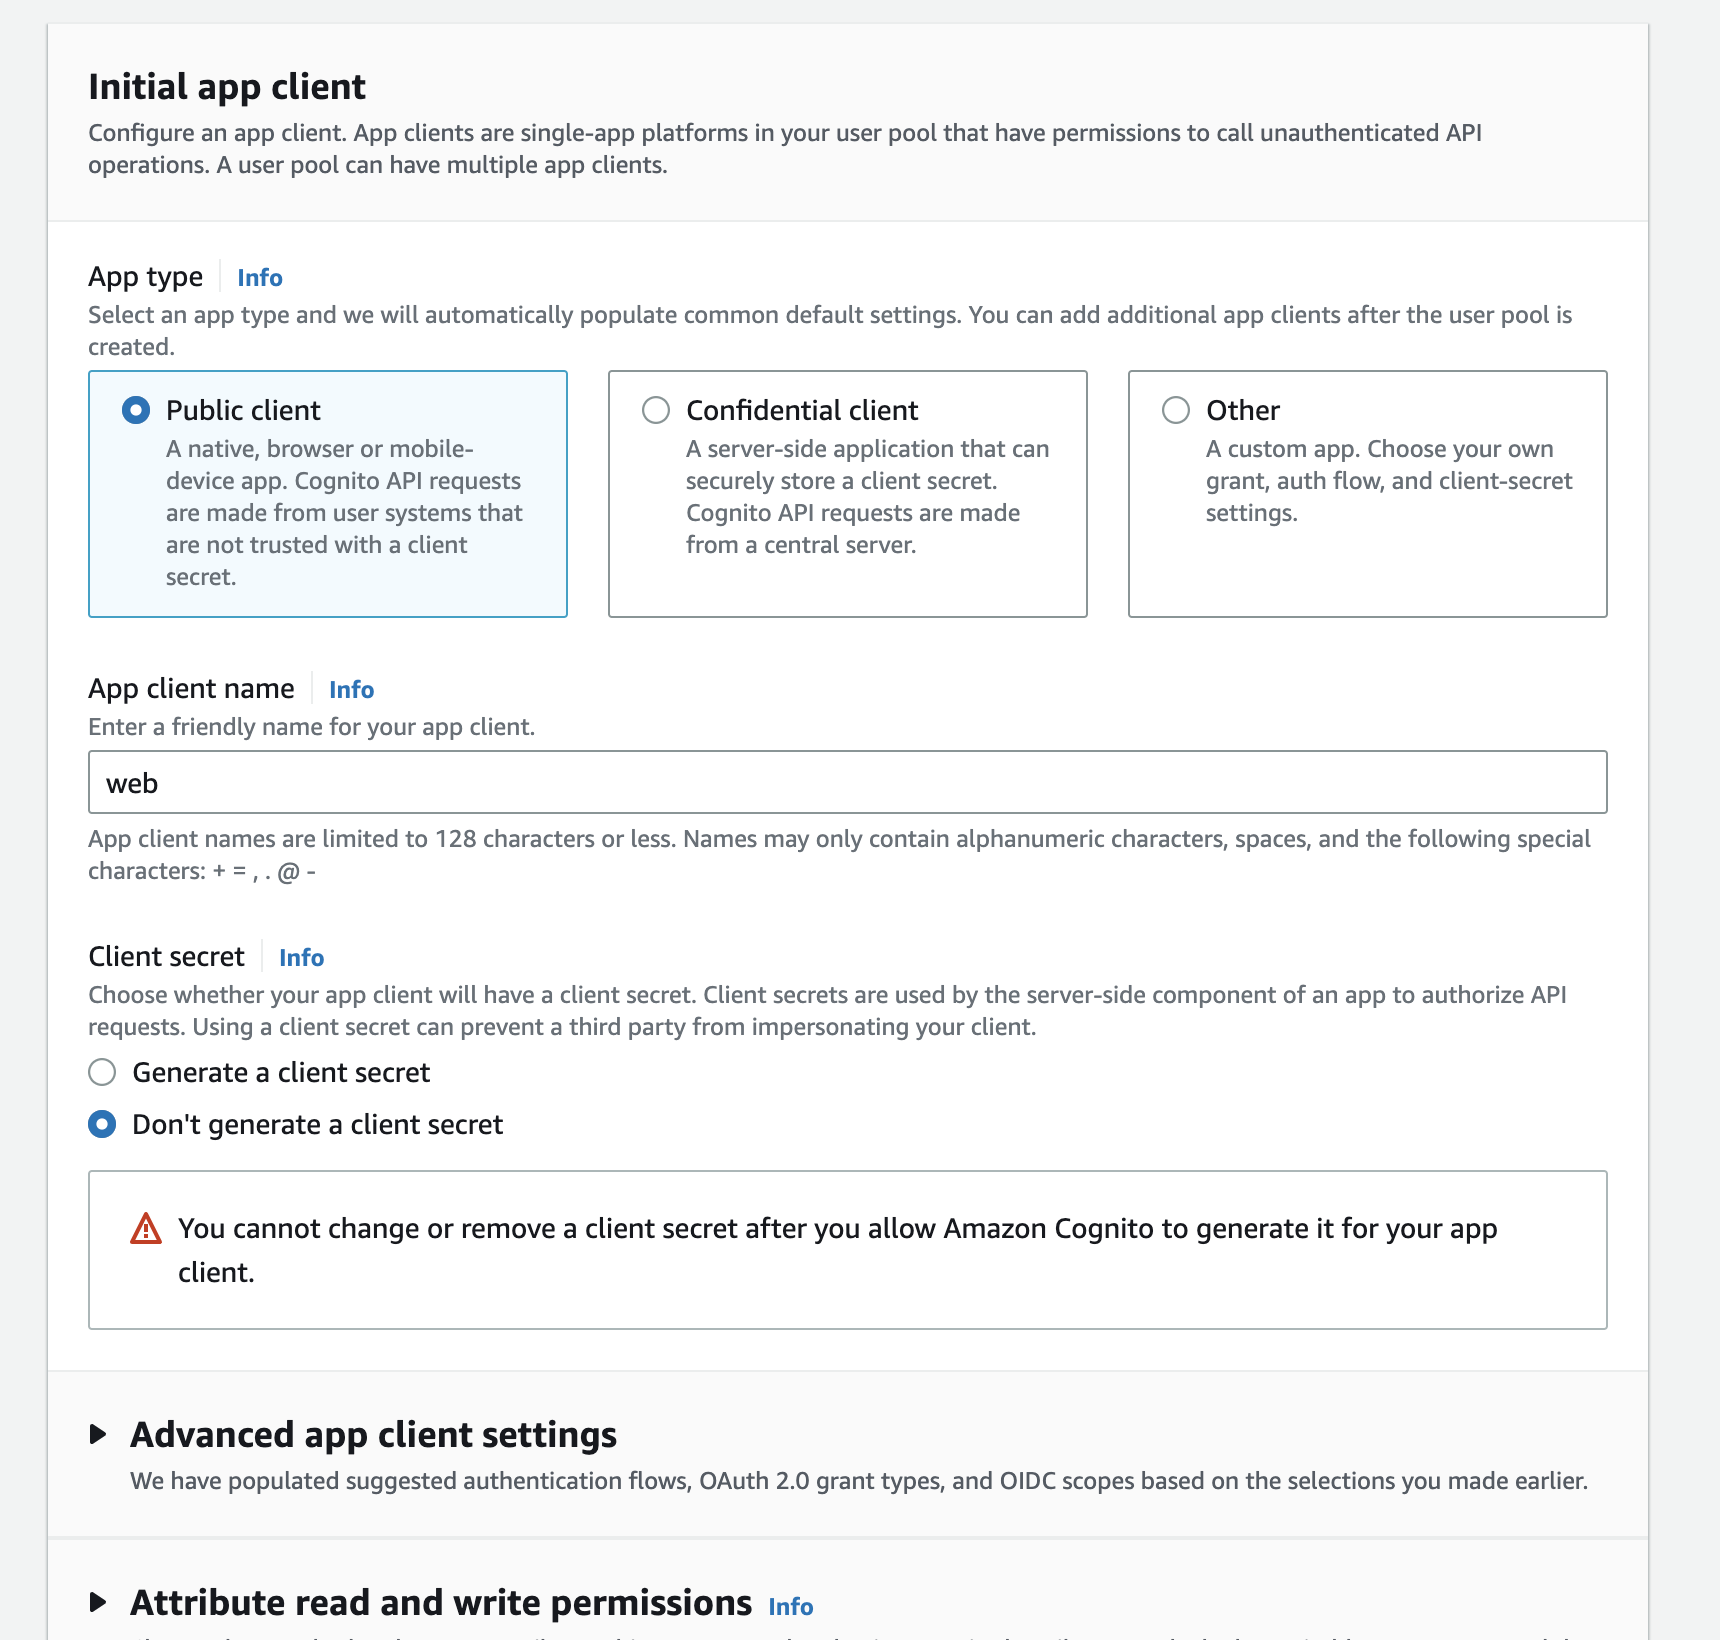 Initial app client
Configure an app client. App clients are single-app platforms in your user pool that have permissions to call unauthenticated API
operations. A user pool can have multiple app clients.
App type Info
Select an app type and we will automatically populate common default settings. You can add additional app clients after the user pool is
created.
Public client
A native, browser or mobile-
device app. Cognito API requests
are made from user systems that
are not trusted with a client
secret.
Confidential client
A server-side application that can
securely store a client secret.
Cognito API requests are made
from a central server.
Other
A custom app. Choose your own
grant, auth flow, and client-secret
settings.
App client name Info
Enter a friendly name for your app client.
web
App client names are limited to 128 characters or less. Names may only contain alphanumeric characters, spaces, and the following special
characters: + = , . @ -
Client secret Info
Choose whether your app client will have a client secret. Client secrets are used by the server-side component of an app to authorize API
requests. Using a client secret can prevent a third party from impersonating your client.
Generate a client secret
Don't generate a client secret
You cannot change or remove a client secret after you allow Amazon Cognito to generate it for your app
client.
Advanced app client settings
We have populated suggested authentication flows, OAuth 2.0 grant types, and OIDC scopes based on the selections you made earlier.
Attribute read and write permissions Info